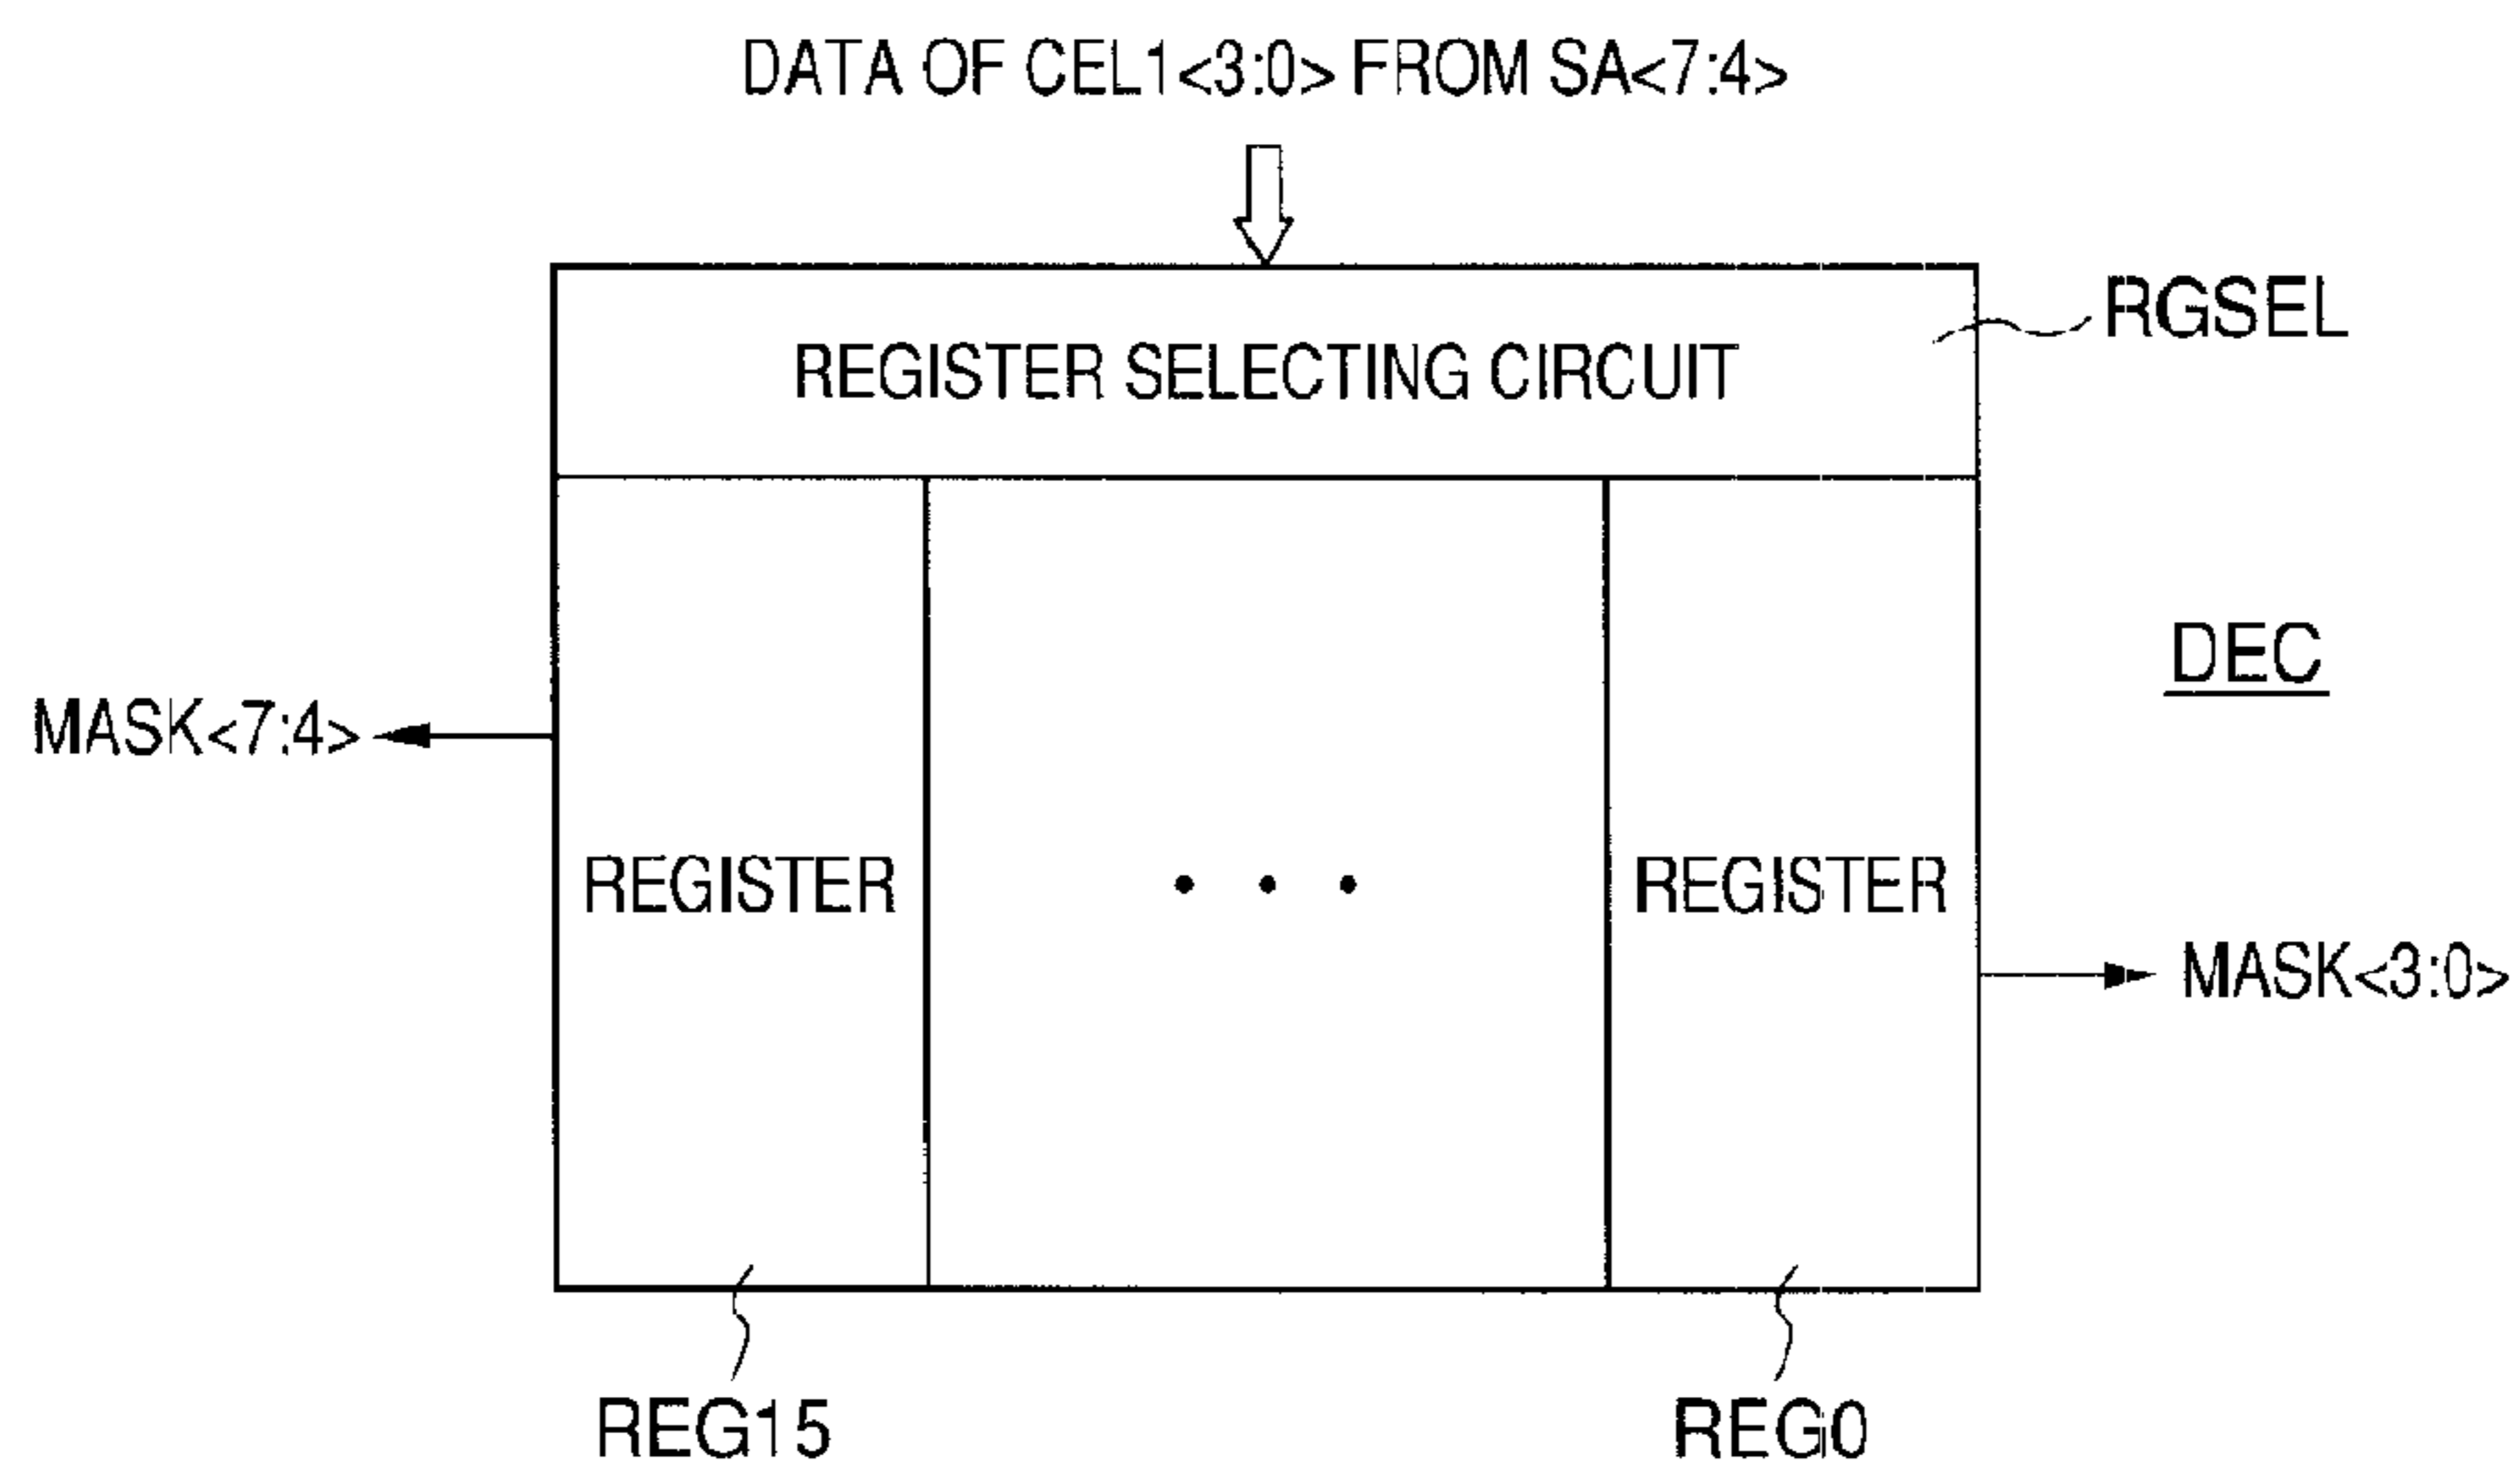 DATA OF CEL1<3:0> FROM SA<7:4>
REGISTER SELECTING CIRCUIT
RGSEL
DEC
MASK<7:4>
REGISTER
• • •
REGISTER
MASK<3:0>
REG15
REG0